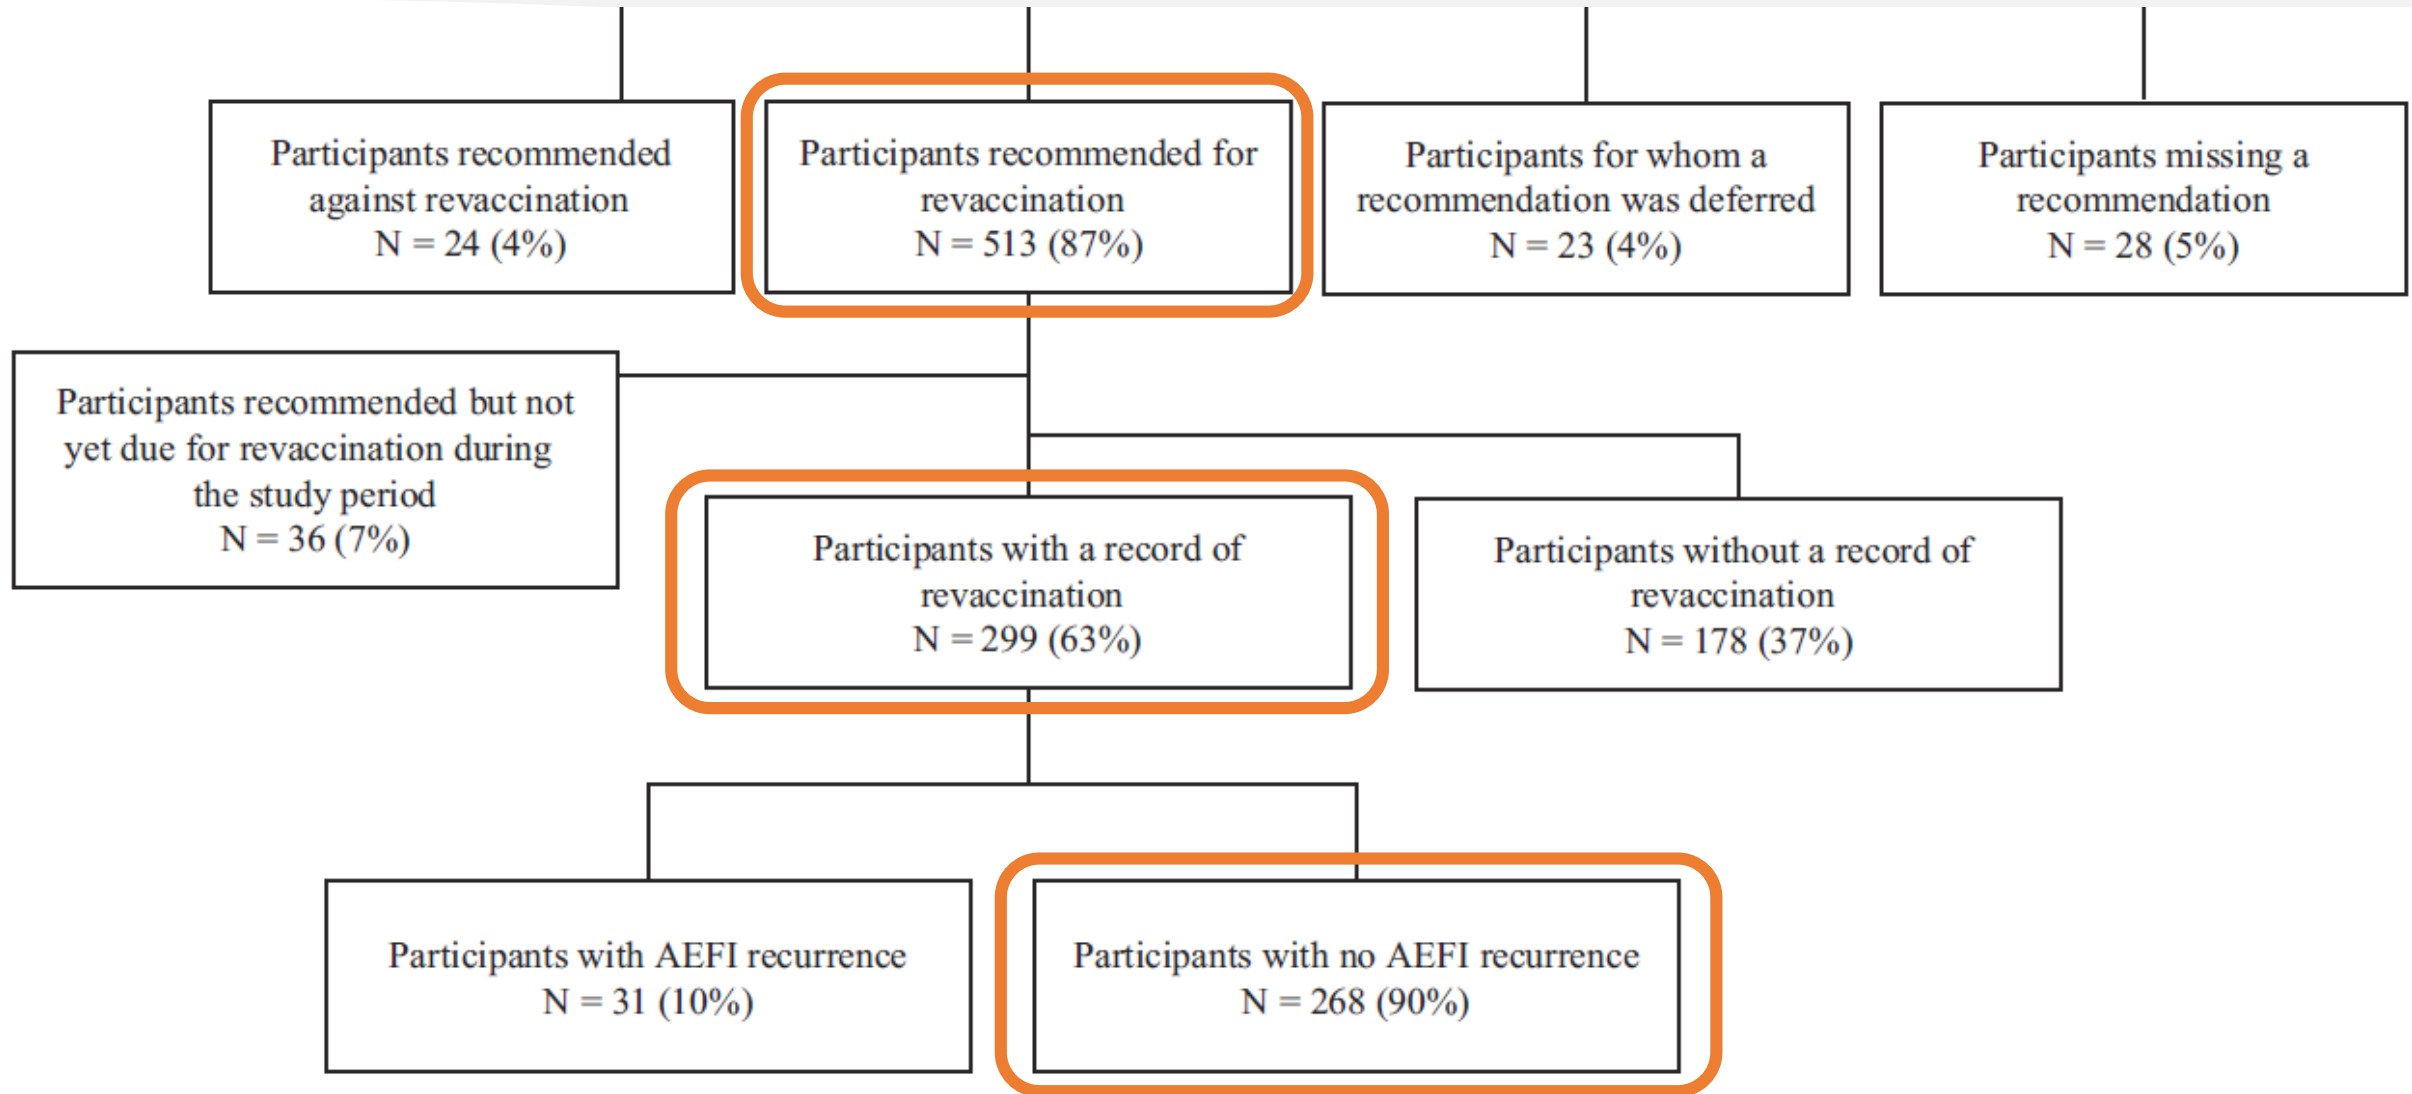 Participants recommended
against revaccination
N = 24 (4%)
Participants recommended for
revaccination
N = 513 (87%)
Participants for whom a
recommendation was deferred
N = 23 (4%)
Participants missing a
recommendation
N = 28 (5%)
Participants recommended but not
yet due for revaccination during
the study period
N = 36 (7%)
Participants with a record of
revaccination
N = 299 (63%)
Participants without a record of
revaccination
N = 178 (37%)
Participants with AEFI recurrence
N = 31 (10%)
Participants with no AEFI recurrence
N = 268 (90%)